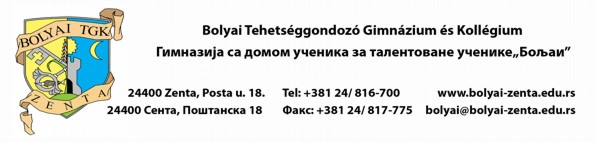 BOLYAI TGK
ZENTA
Bolyai Tehetséggondozó Gimnázium és Kollégium
Гимназија са домом ученика за талентоване ученике„Бољаи”
24400 Zenta, Posta u. 18. Tel: +381 24/ 816-700 www.bolyai-zenta.edu.rs
24400 Сента, Поштанска 18 Факс: +381 24/ 817-775 bolyai@bolyai-zenta.edu.rs